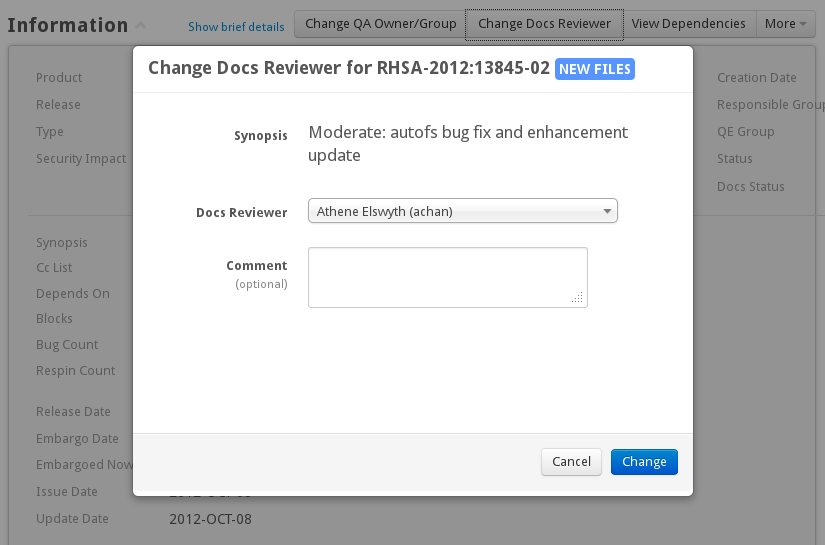 Information
Show brief details
Change QA Owner/Group
Change Docs Reviewer
View Dependencies
More
Change Docs Reviewer for RHSA-2012:13845-02 NEW FILES
Synopsis
Moderate: autofs bug fix and enhancement
update
Docs Reviewer
Athene Elswyth (achan)
Comment
(optional)
Cancel
Change
Product
Release
Type
Security Impact
Creation Date
Responsible Group
QE Group
Status
Docs Status
Synopsis
Cc List
Depends On
Blocks
Bug Count
Respin Count
Release Date
Embargo Date
Embargoed Now
Issue Date
Update Date
2012-OCT-08